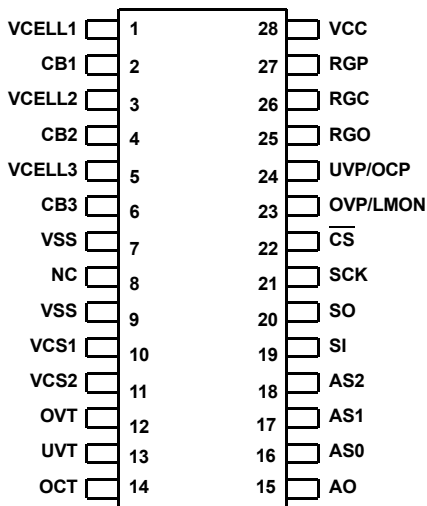 VCELL1 1 28 VCC
CB1 2 27 RGP
VCELL2 3 26 RGC
CB2 4 25 RGO
VCELL3 5 24 UVP/OCP
CB3 6 23 OVP/LMON
VSS 7 22 CS
NC 8 21 SCK
VSS 9 20 SO
VCS1 10 19 SI
VCS2 11 18 AS2
OVT 12 17 AS1
UVT 13 16 AS0
OCT 14 15 AO